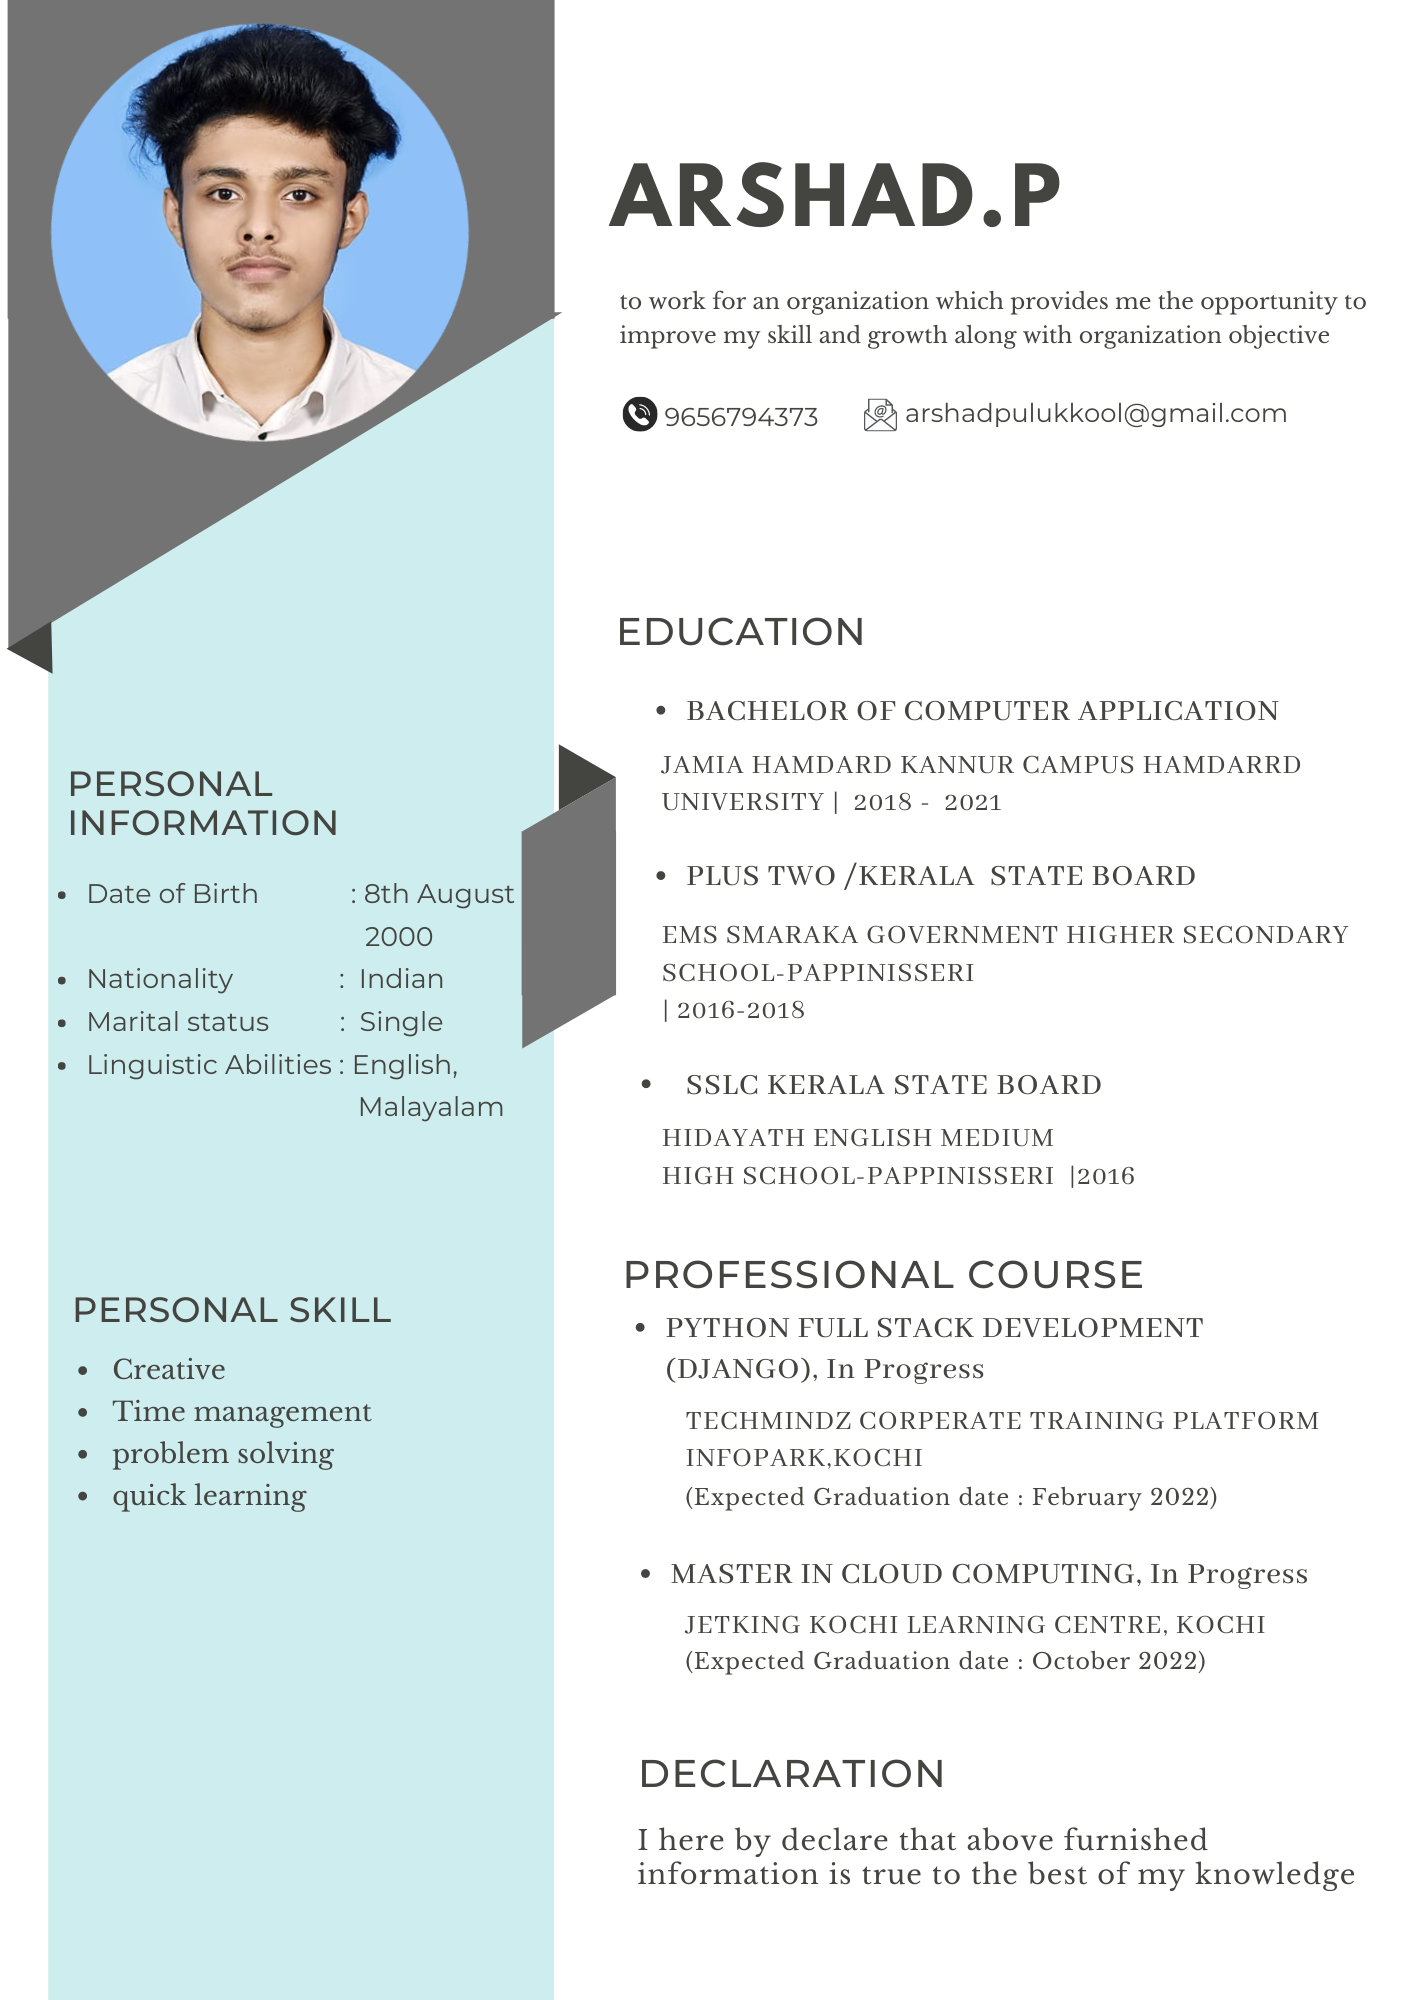 ARSHAD.P
to work for an organization which provides me the opportunity to
improve my skill and growth along with organization objective
9656794373
arshadpulukkool@gmail.com
PERSONAL
INFORMATION
• Date of Birth : 8th August
2000
• Nationality : Indian
• Marital status : Single
• Linguistic Abilities : English,
Malayalam
PERSONAL SKILL
• Creative
• Time management
• problem solving
• quick learning
EDUCATION
• BACHELOR OF COMPUTER APPLICATION
JAMIA HAMDARD KANNUR CAMPUS HAMDARRD
UNIVERSITY | 2018 - 2021
• PLUS TWO /KERALA STATE BOARD
EMS SMARAKA GOVERNMENT HIGHER SECONDARY
SCHOOL-PAPPINISSERI
| 2016-2018
• SSLC KERALA STATE BOARD
HIDAYATH ENGLISH MEDIUM
HIGH SCHOOL-PAPPINISSERI |2016
PROFESSIONAL COURSE
• PYTHON FULL STACK DEVELOPMENT
(DJANGO), In Progress
TECHMINDZ CORPERATE TRAINING PLATFORM
INFOPARK,KOCHI
(Expected Graduation date : February 2022)
• MASTER IN CLOUD COMPUTING, In Progress
JETKING KOCHI LEARNING CENTRE, KOCHI
(Expected Graduation date : October 2022)
DECLARATION
I here by declare that above furnished
information is true to the best of my knowledge